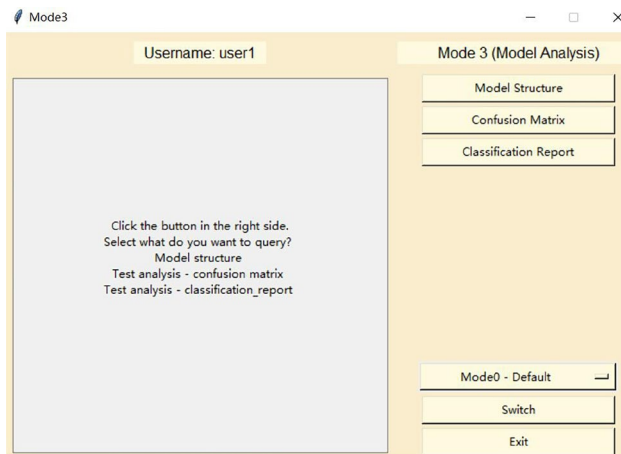 Mode3
Username: user1
Mode 3 (Model Analysis)
Model Structure
Confusion Matrix
Classification Report
Click the button in the right side.
Select what do you want to query?
Model structure
Test analysis - confusion matrix
Test analysis - classification_report
Mode0 - Default
Switch
Exit